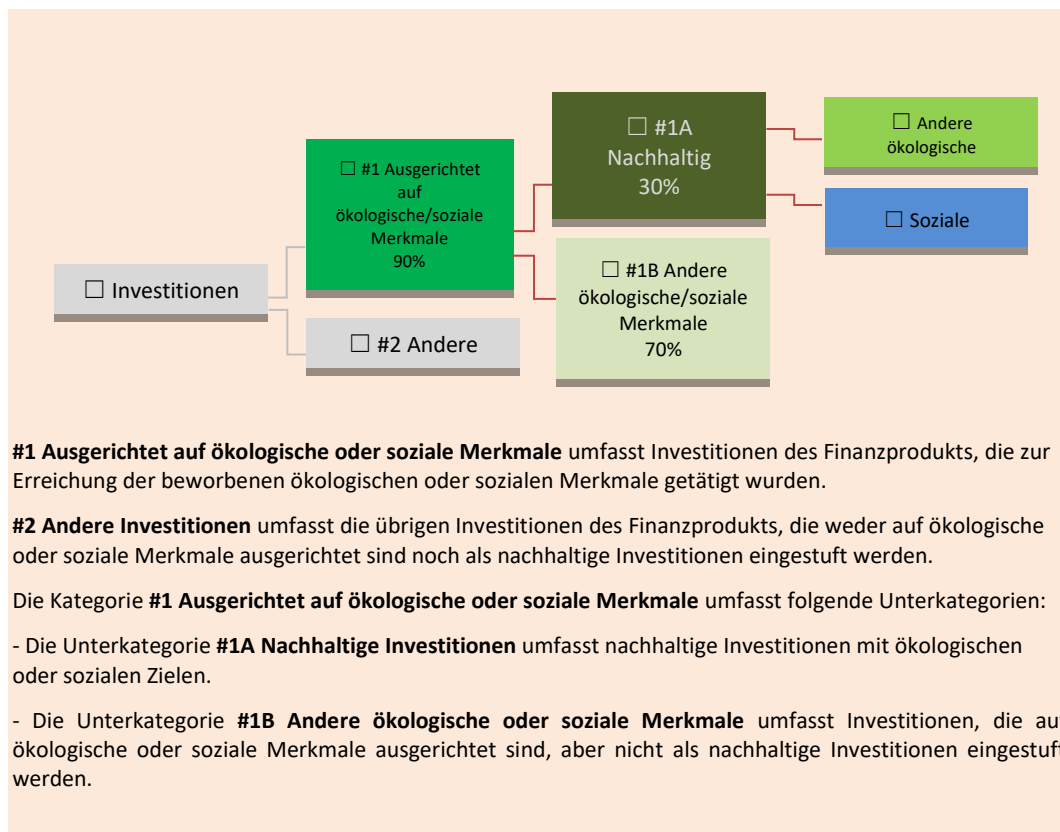 ☐ #1A
Nachhaltig
30%
☐ Andere
ökologische
☐ #1 Ausgerichtet
auf
ökologische/soziale
Merkmale
90%
☐ Soziale
☐ #1B Andere
ökologische/soziale
Merkmale
70%
☐ Investitionen
☐ #2 Andere
#1 Ausgerichtet auf ökologische oder soziale Merkmale umfasst Investitionen des Finanzprodukts, die zur
Erreichung der beworbenen ökologischen oder sozialen Merkmale getätigt wurden.
#2 Andere Investitionen umfasst die übrigen Investitionen des Finanzprodukts, die weder auf ökologische
oder soziale Merkmale ausgerichtet sind noch als nachhaltige Investitionen eingestuft werden.
Die Kategorie #1 Ausgerichtet auf ökologische oder soziale Merkmale umfasst folgende Unterkategorien:
- Die Unterkategorie #1A Nachhaltige Investitionen umfasst nachhaltige Investitionen mit ökologischen
oder sozialen Zielen.
- Die Unterkategorie #1B Andere ökologische oder soziale Merkmale umfasst Investitionen, die auf
ökologische oder soziale Merkmale ausgerichtet sind, aber nicht als nachhaltige Investitionen eingestuft
werden.